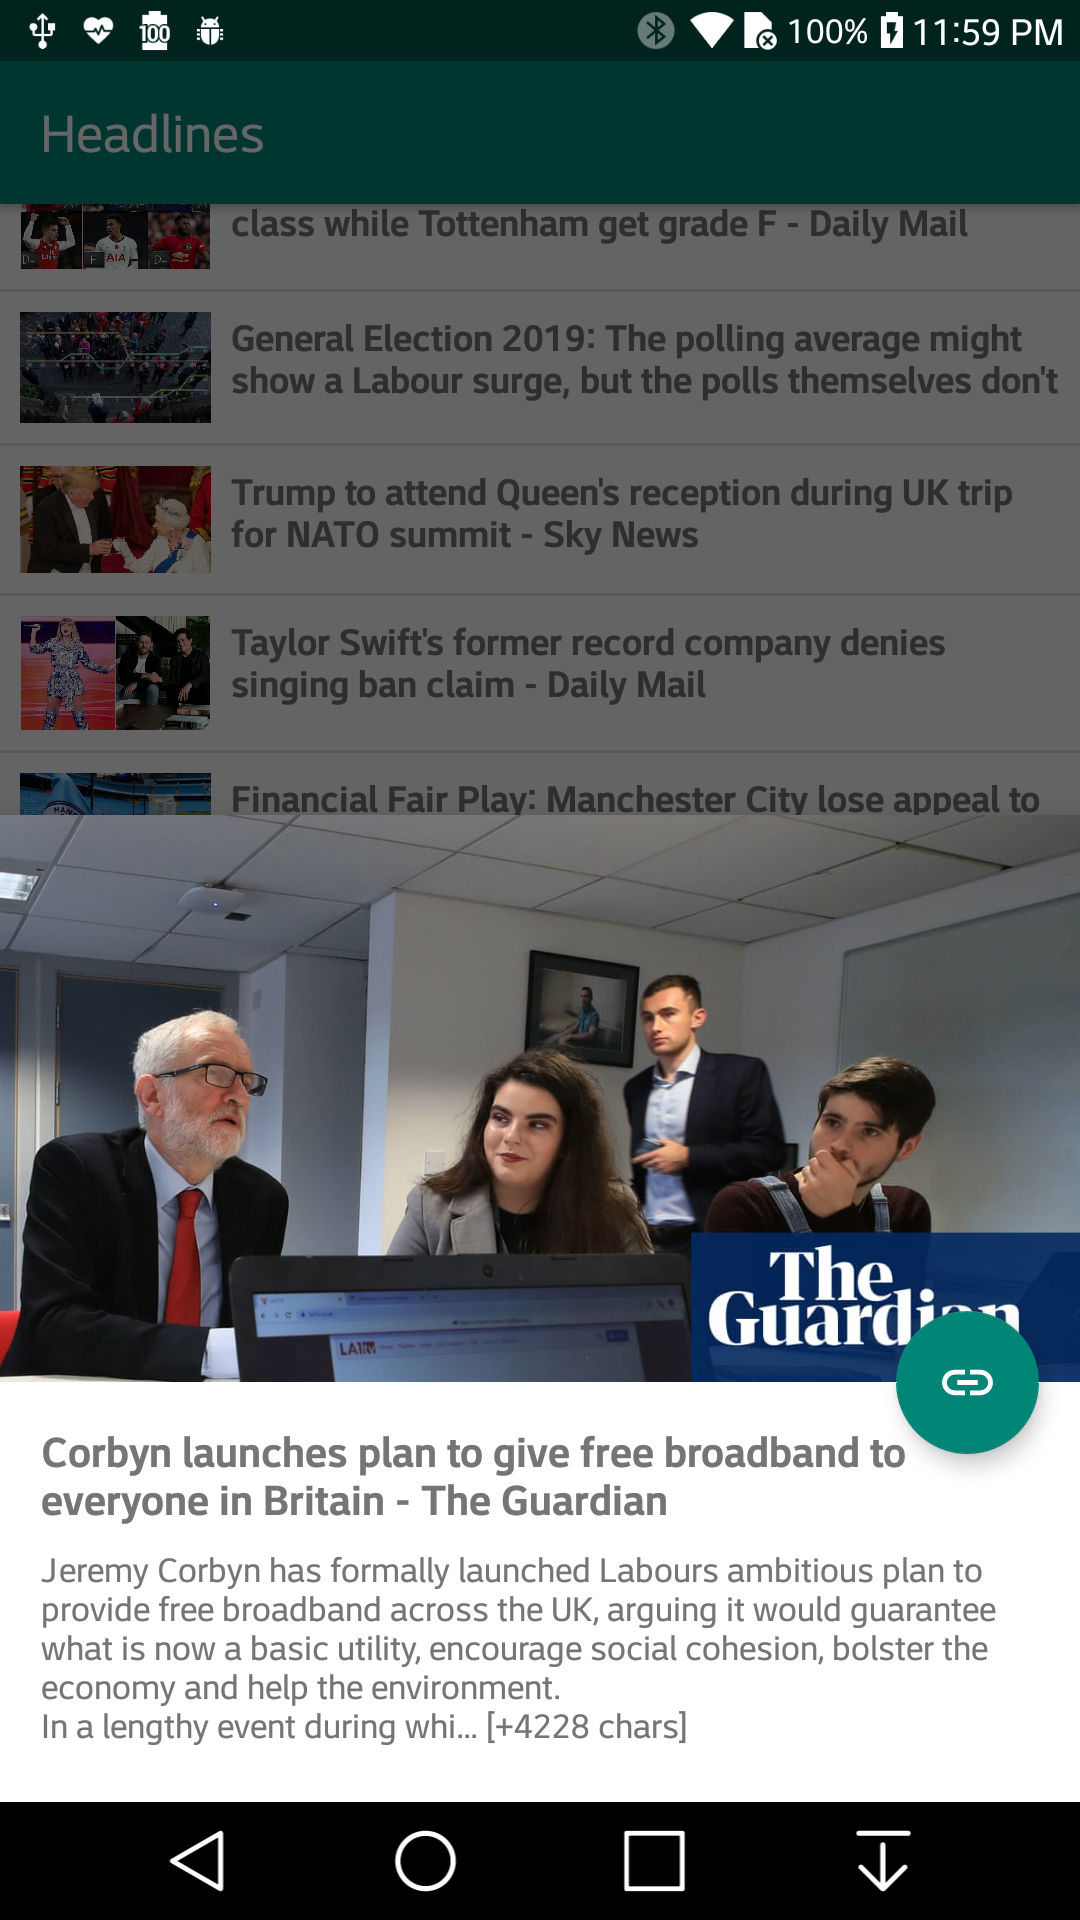 100
100%
11:59 PM
Headlines
class while Tottenham get grade F - Daily Mail
D-
F
AIA
D-
General Election 2019: The polling average might
show a Labour surge, but the polls themselves don't
Trump to attend Queen's reception during UK trip
for NATO summit - Sky News
Taylor Swift's former record company denies
singing ban claim - Daily Mail
MAN
Financial Fair Play: Manchester City lose appeal to
The
Guardian
Corbyn launches plan to give free broadband to
everyone in Britain - The Guardian
Jeremy Corbyn has formally launched Labours ambitious plan to
provide free broadband across the UK, arguing it would guarantee
what is now a basic utility, encourage social cohesion, bolster the
economy and help the environment.
In a lengthy event during whi... [+4228 chars]